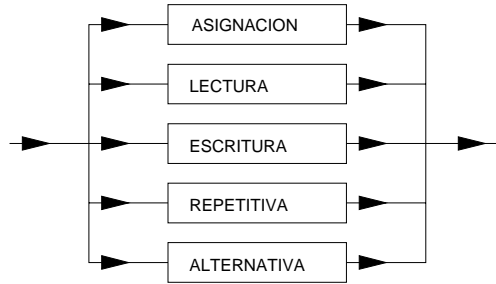 ASIGNACION
LECTURA
ESCRITURA
REPETITIVA
ALTERNATIVA